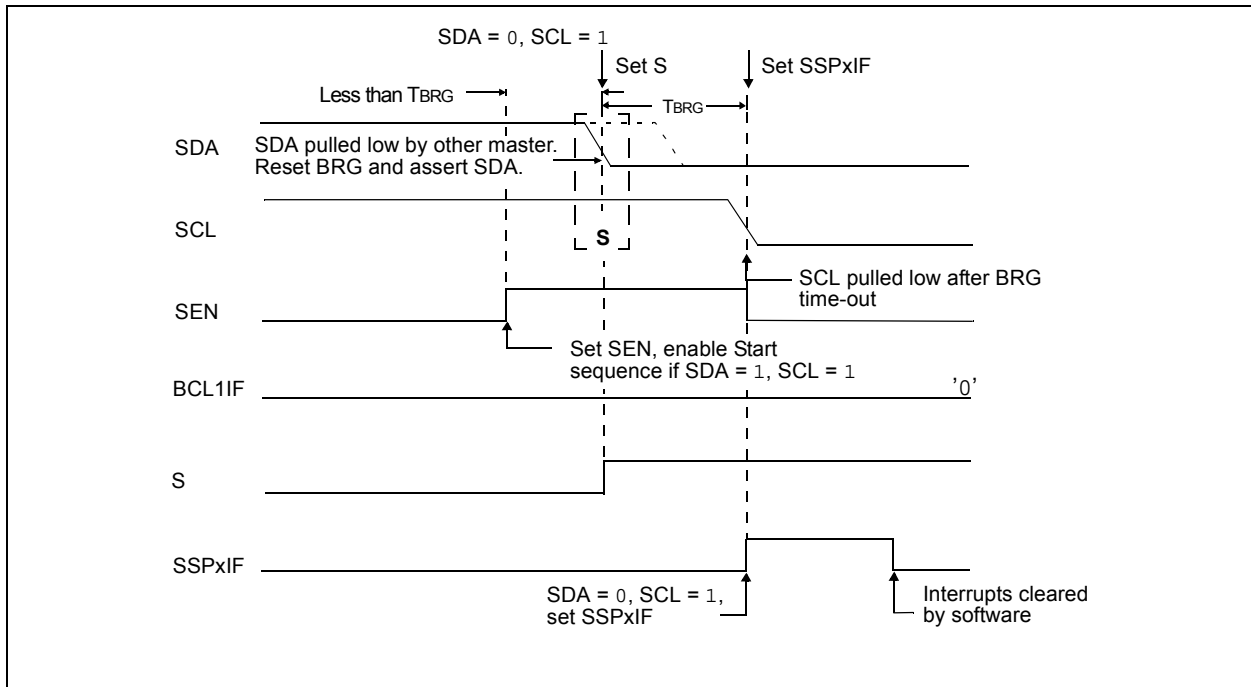 SDA = 0, SCL = 1
Set S
Set SSPxIF
Less than TBRG
TBRG
SDA
SDA pulled low by other master.
Reset BRG and assert SDA.
SCL
S
SCL pulled low after BRG
time-out
SEN
Set SEN, enable Start
sequence if SDA = 1, SCL = 1
BCL1IF
'0'
S
SSPxIF
SDA = 0, SCL = 1,
set SSPxIF
Interrupts cleared
by software